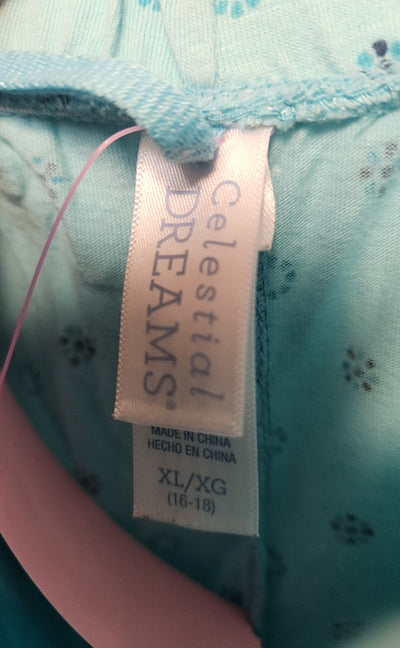 Celestial
DREAMS®
MADE IN CHINA
HECHO EN CHINA
XL/XG
(16-18)